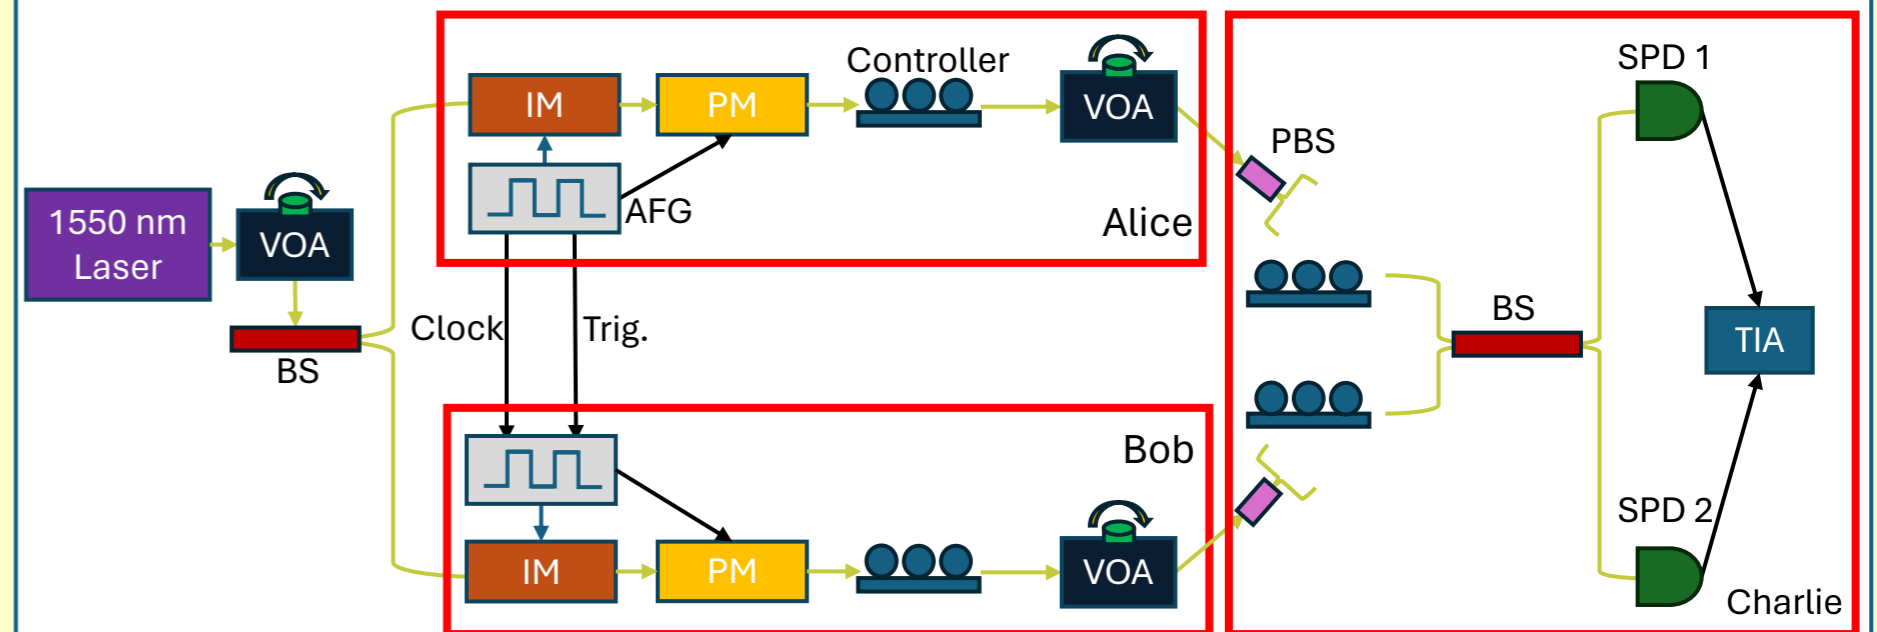 1550 nm
Laser
VOA
BS
Clock
Trig.
IM
PM
Controller
VOA
AFG
Alice
Bob
IM
PM
VOA
PBS
BS
SPD 1
SPD 2
TIA
Charlie